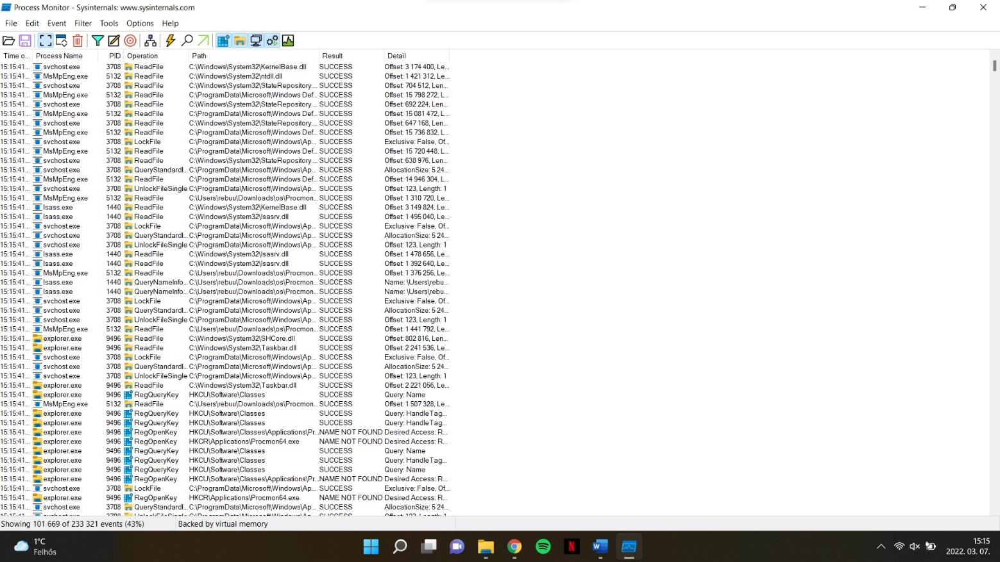 Process Monitor - Sysinternals: www.sysinternals.com
File Edit Event Filter Tools Options Help
Time o... Process Name PID Operation Path Result Detail
15:15:41... svchost.exe 3708 ReadFile C:\Windows\System32\KernelBase.dll SUCCESS Offset: 3 174 400, Le...
15:15:41... MsMpEng.exe 5132 ReadFile C:\Windows\System32\ntdll.dll SUCCESS Offset: 1 421 312, Le...
15:15:41... svchost.exe 3708 ReadFile C:\Windows\System32\StateRepository.... SUCCESS Offset: 704 512, Len...
15:15:41... MsMpEng.exe 5132 ReadFile C:\ProgramData\Microsoft\Windows Def... SUCCESS Offset: 15 798 272, L...
15:15:41... svchost.exe 3708 ReadFile C:\Windows\System32\StateRepository.... SUCCESS Offset: 692 224, Len...
15:15:41... MsMpEng.exe 5132 ReadFile C:\ProgramData\Microsoft\Windows Def... SUCCESS Offset: 15 081 472, L...
15:15:41... svchost.exe 3708 ReadFile C:\Windows\System32\StateRepository.... SUCCESS Offset: 647 168, Len...
15:15:41... MsMpEng.exe 5132 ReadFile C:\ProgramData\Microsoft\Windows Def... SUCCESS Offset: 15 736 832, L...
15:15:41... svchost.exe 3708 LockFile C:\ProgramData\Microsoft\Windows\Ap... SUCCESS Exclusive: False, Of...
15:15:41... MsMpEng.exe 5132 ReadFile C:\ProgramData\Microsoft\Windows Def... SUCCESS Offset: 15 720 448, L...
15:15:41... svchost.exe 3708 ReadFile C:\Windows\System32\StateRepository.... SUCCESS Offset: 638 976, Len...
15:15:41... svchost.exe 3708 QueryStandardI... C:\ProgramData\Microsoft\Windows\Ap... SUCCESS AllocationSize: 5 24...
15:15:41... MsMpEng.exe 5132 ReadFile C:\ProgramData\Microsoft\Windows Def... SUCCESS Offset: 14 946 304, L...
15:15:41... svchost.exe 3708 UnlockFileSingle C:\ProgramData\Microsoft\Windows\Ap... SUCCESS Offset: 123, Length: 1
15:15:41... MsMpEng.exe 5132 ReadFile C:\Users\rebuu\Downloads\os\Procmon... SUCCESS Offset: 1 310 720, Le...
15:15:41... lsass.exe 1440 ReadFile C:\Windows\System32\KernelBase.dll SUCCESS Offset: 3 149 824, Le...
15:15:41... lsass.exe 1440 ReadFile C:\Windows\System32\lsasrv.dll SUCCESS Offset: 1 495 040, Le...
15:15:41... svchost.exe 3708 LockFile C:\ProgramData\Microsoft\Windows\Ap... SUCCESS Exclusive: False, Of...
15:15:41... svchost.exe 3708 QueryStandardI... C:\ProgramData\Microsoft\Windows\Ap... SUCCESS AllocationSize: 5 24...
15:15:41... svchost.exe 3708 UnlockFileSingle C:\ProgramData\Microsoft\Windows\Ap... SUCCESS Offset: 123, Length: 1
15:15:41... lsass.exe 1440 ReadFile C:\Windows\System32\lsasrv.dll SUCCESS Offset: 1 478 656, Le...
15:15:41... lsass.exe 1440 ReadFile C:\Windows\System32\lsasrv.dll SUCCESS Offset: 1 392 640, Le...
15:15:41... MsMpEng.exe 5132 ReadFile C:\Users\rebuu\Downloads\os\Procmon... SUCCESS Offset: 1 376 256, Le...
15:15:41... lsass.exe 1440 QueryNameInfo... C:\Users\rebuu\Downloads\os\Procmon... SUCCESS Name: \Users\rebu...
15:15:41... lsass.exe 1440 QueryNameInfo... C:\Users\rebuu\Downloads\os\Procmon... SUCCESS Name: \Users\rebu...
15:15:41... svchost.exe 3708 LockFile C:\ProgramData\Microsoft\Windows\Ap... SUCCESS Exclusive: False, Of...
15:15:41... svchost.exe 3708 QueryStandardI... C:\ProgramData\Microsoft\Windows\Ap... SUCCESS AllocationSize: 5 24...
15:15:41... svchost.exe 3708 UnlockFileSingle C:\ProgramData\Microsoft\Windows\Ap... SUCCESS Offset: 123, Length: 1
15:15:41... MsMpEng.exe 5132 ReadFile C:\Users\rebuu\Downloads\os\Procmon... SUCCESS Offset: 1 441 792, Le...
15:15:41... explorer.exe 9496 ReadFile C:\Windows\System32\SHCore.dll SUCCESS Offset: 802 816, Len...
15:15:41... explorer.exe 9496 ReadFile C:\Windows\System32\Taskbar.dll SUCCESS Offset: 2 241 536, Le...
15:15:41... svchost.exe 3708 LockFile C:\ProgramData\Microsoft\Windows\Ap... SUCCESS Exclusive: False, Of...
15:15:41... svchost.exe 3708 QueryStandardI... C:\ProgramData\Microsoft\Windows\Ap... SUCCESS AllocationSize: 5 24...
15:15:41... svchost.exe 3708 UnlockFileSingle C:\ProgramData\Microsoft\Windows\Ap... SUCCESS Offset: 123, Length: 1
15:15:41... explorer.exe 9496 ReadFile C:\Windows\System32\Taskbar.dll SUCCESS Offset: 2 221 056, Le...
15:15:41... explorer.exe 9496 RegQueryKey HKCU\Software\Classes SUCCESS Query: Name
15:15:41... MsMpEng.exe 5132 ReadFile C:\Users\rebuu\Downloads\os\Procmon... SUCCESS Offset: 1 507 328, Le...
15:15:41... explorer.exe 9496 RegQueryKey HKCU\Software\Classes SUCCESS Query: HandleTag...
15:15:41... explorer.exe 9496 RegQueryKey HKCU\Software\Classes SUCCESS Query: HandleTag...
15:15:41... explorer.exe 9496 RegOpenKey HKCU\Software\Classes\Applications\Pr... NAME NOT FOUND Desired Access: R...
15:15:41... explorer.exe 9496 RegOpenKey HKCR\Applications\Procmon64.exe NAME NOT FOUND Desired Access: R...
15:15:41... explorer.exe 9496 RegQueryKey HKCU\Software\Classes SUCCESS Query: Name
15:15:41... explorer.exe 9496 RegQueryKey HKCU\Software\Classes SUCCESS Query: HandleTag...
15:15:41... explorer.exe 9496 RegQueryKey HKCU\Software\Classes SUCCESS Query: Name
15:15:41... explorer.exe 9496 RegOpenKey HKCU\Software\Classes\Applications\Pr... NAME NOT FOUND Desired Access: R...
15:15:41... svchost.exe 3708 LockFile C:\ProgramData\Microsoft\Windows\Ap... SUCCESS Exclusive: False, Of...
15:15:41... explorer.exe 9496 RegOpenKey HKCR\Applications\Procmon64.exe NAME NOT FOUND Desired Access: R...
15:15:41... svchost.exe 3708 QueryStandardI... C:\ProgramData\Microsoft\Windows\Ap... SUCCESS AllocationSize: 5 24...
Showing 101 669 of 233 321 events (43%) Backed by virtual memory
1°C
Felhős
15:15
2022. 03. 07.